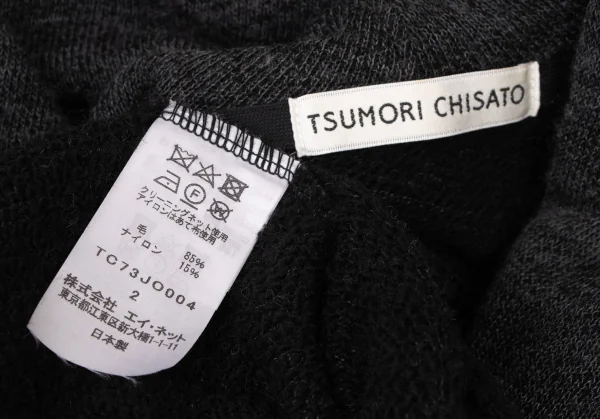 TSUMORI CHISATO
クリーニングネット使用
アイロンはあて布使用
毛 85%
ナイロン 15%
TC73JO004
2
株式会社 エイ・ネット
東京都江東区新大橋1-1-11
日本製